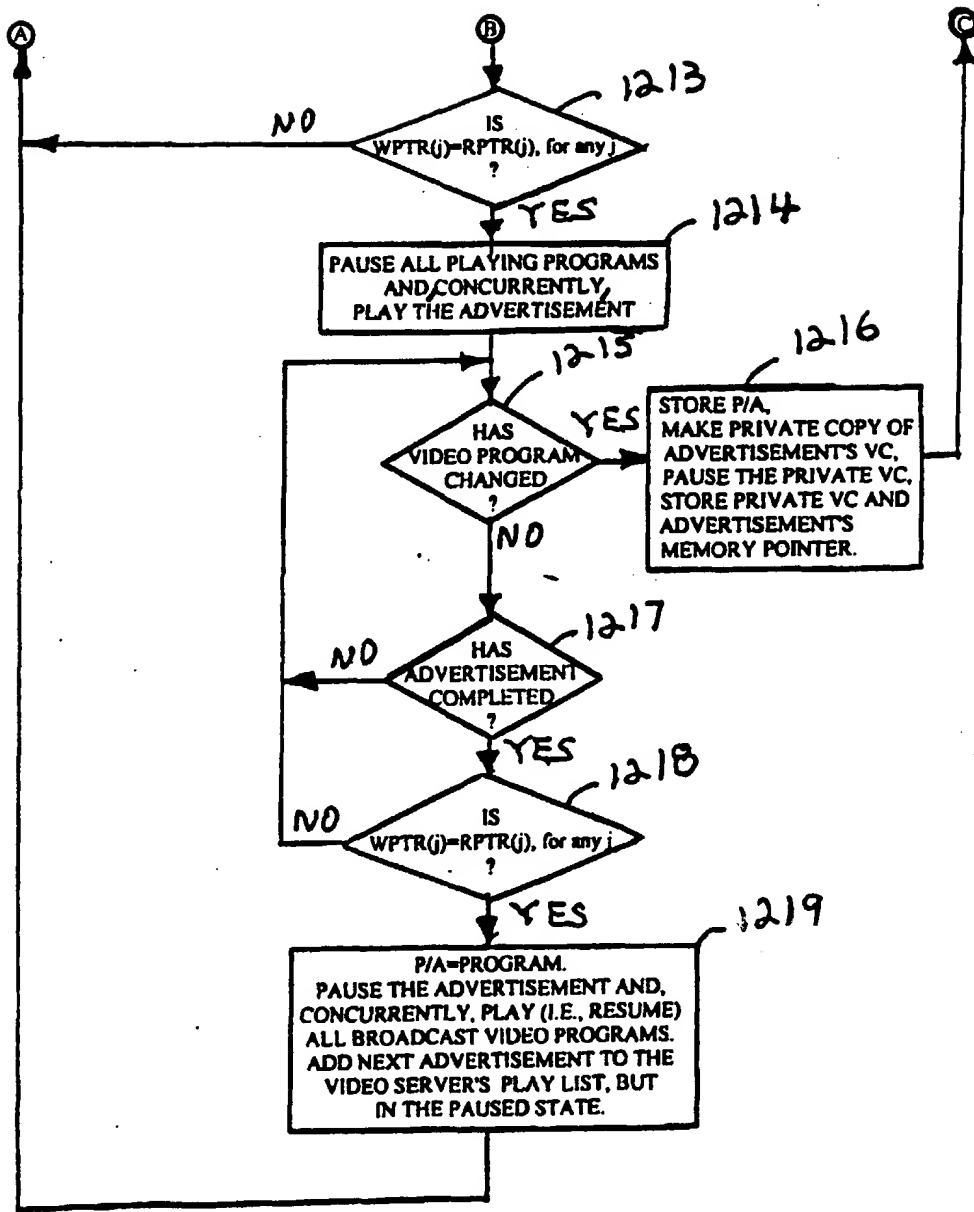 A
B
C
1213
NO
IS
WPTR(j)=RPTR(j), for any j
?
YES
1214
PAUSE ALL PLAYING PROGRAMS
AND, CONCURRENTLY,
PLAY THE ADVERTISEMENT
1215
HAS
VIDEO PROGRAM
CHANGED
?
YES
1216
STORE P/A,
MAKE PRIVATE COPY OF
ADVERTISEMENT'S VC,
PAUSE THE PRIVATE VC,
STORE PRIVATE VC AND
ADVERTISEMENT'S
MEMORY POINTER.
NO
1217
HAS
ADVERTISEMENT
COMPLETED
?
NO
YES
1218
IS
WPTR(j)=RPTR(j), for any j
?
NO
YES
1219
P/A=PROGRAM.
PAUSE THE ADVERTISEMENT AND,
CONCURRENTLY, PLAY (I.E., RESUME)
ALL BROADCAST VIDEO PROGRAMS.
ADD NEXT ADVERTISEMENT TO THE
VIDEO SERVER'S PLAY LIST, BUT
IN THE PAUSED STATE.